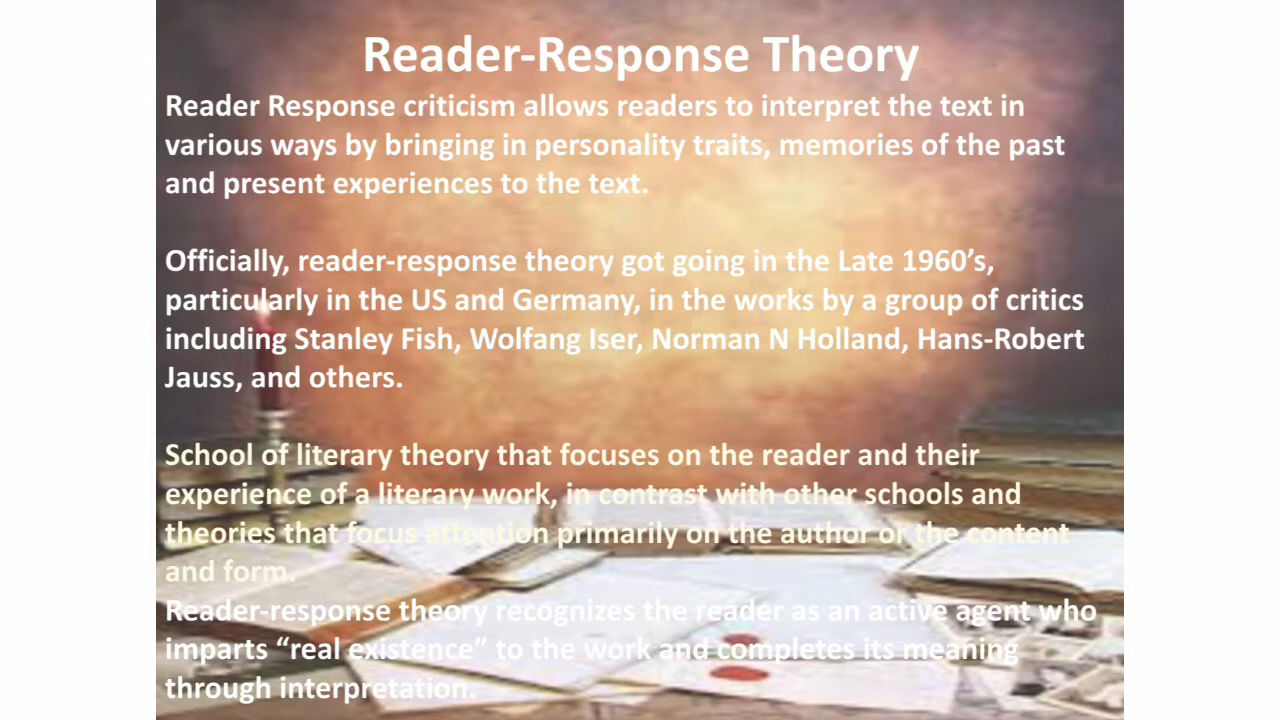 Reader-Response Theory
Reader Response criticism allows readers to interpret the text in
various ways by bringing in personality traits, memories of the past
and present experiences to the text.
Officially, reader-response theory got going in the Late 1960’s,
particularly in the US and Germany, in the works by a group of critics
including Stanley Fish, Wolfang Iser, Norman N Holland, Hans-Robert
Jauss, and others.
School of literary theory that focuses on the reader and their
experience of a literary work, in contrast with other schools and
theories that focus attention primarily on the author or the content
and form.
Reader-response theory recognizes the reader as an active agent who
imparts “real existence” to the work and completes its meaning
through interpretation.